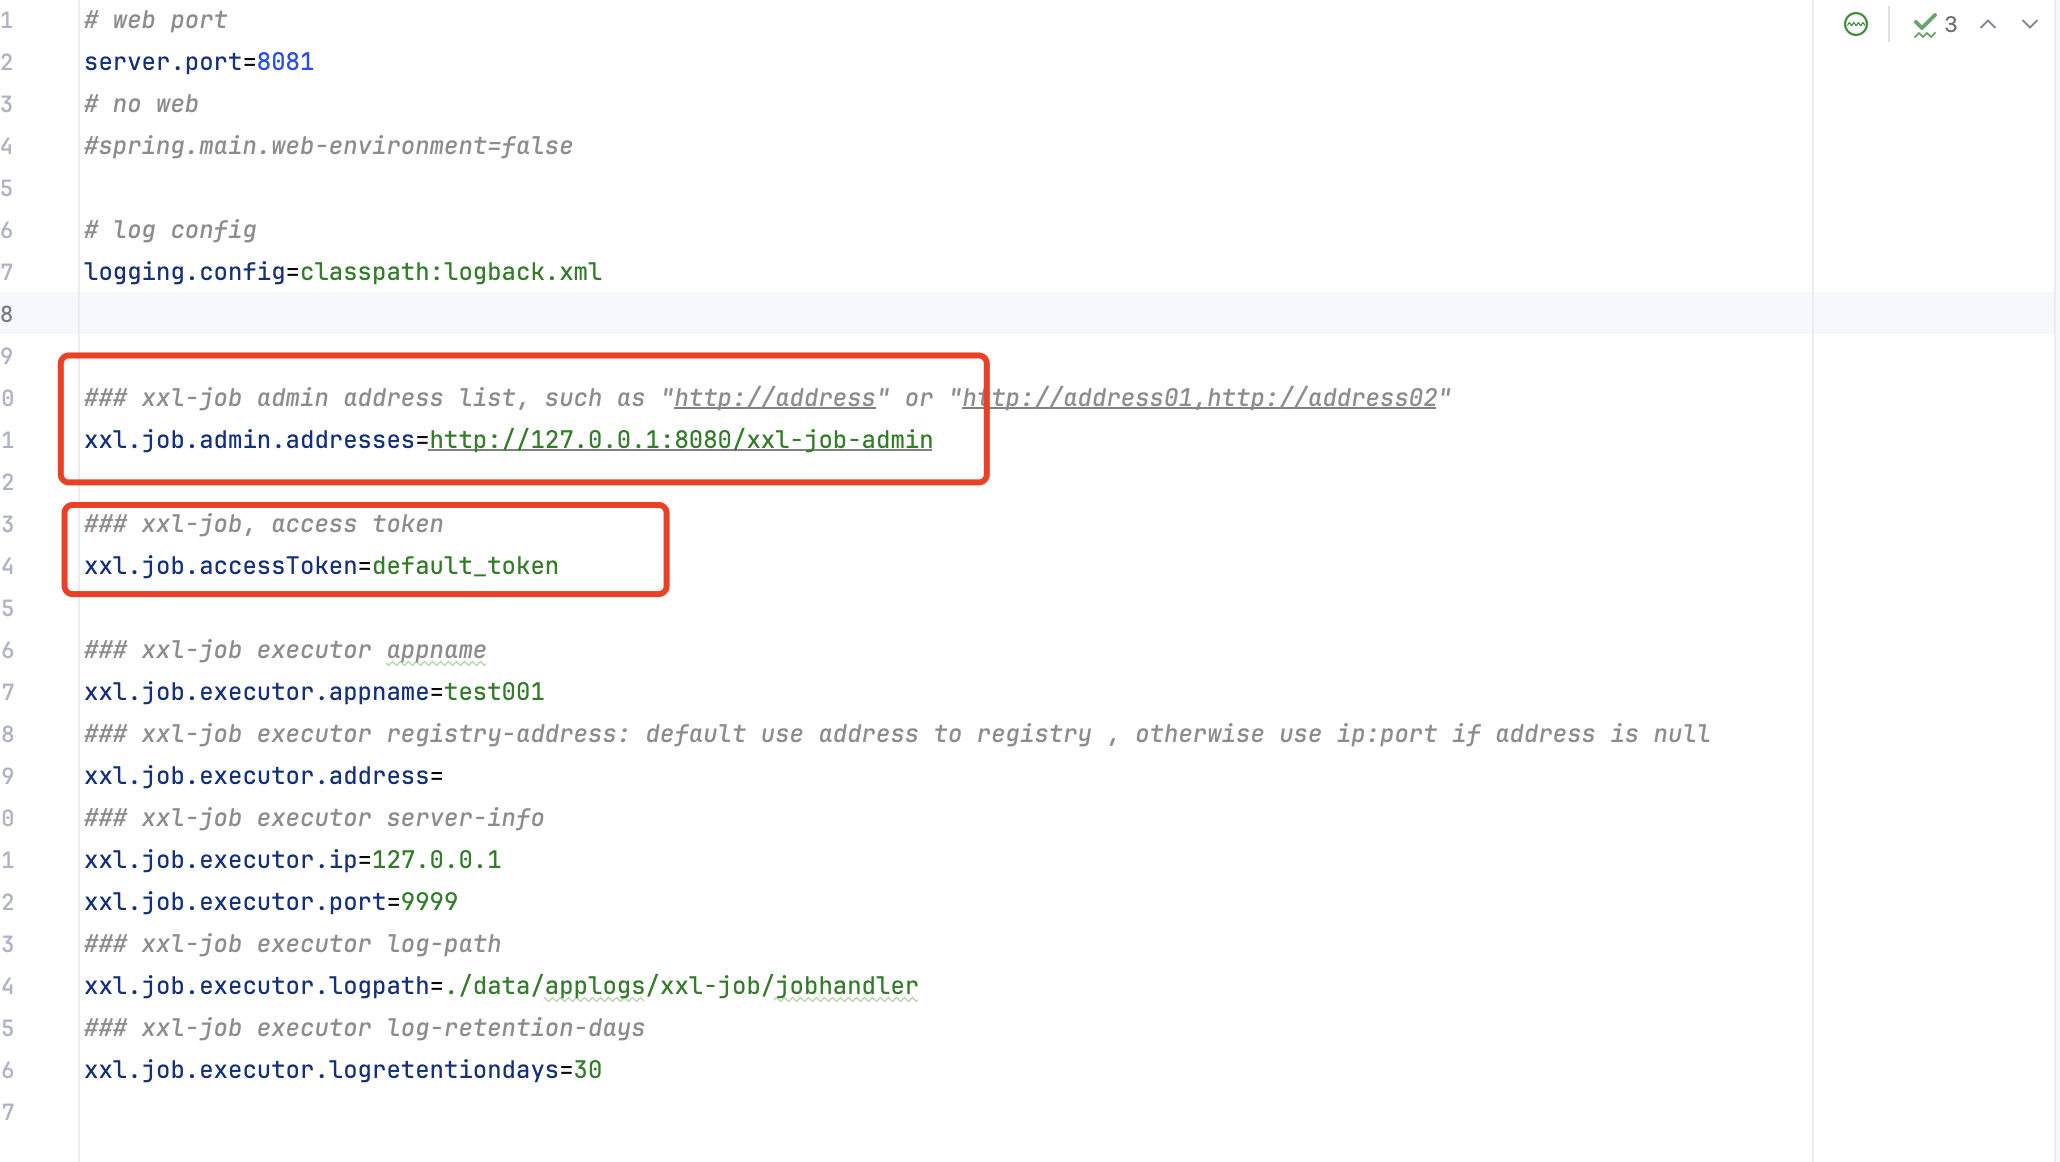 3
1 # web port
2 server.port=8081
3 # no web
4 #spring.main.web-environment=false
5
6 # log config
7 logging.config=classpath:logback.xml
8
9
0 ### xxl-job admin address list, such as "http://address" or "http://address01,http://address02"
1 xxl.job.admin.addresses=http://127.0.0.1:8080/xxl-job-admin
2
3 ### xxl-job, access token
4 xxl.job.accessToken=default_token
5
6 ### xxl-job executor appname
7 xxl.job.executor.appname=test001
8 ### xxl-job executor registry-address: default use address to registry , otherwise use ip:port if address is null
9 xxl.job.executor.address=
0 ### xxl-job executor server-info
1 xxl.job.executor.ip=127.0.0.1
2 xxl.job.executor.port=9999
3 ### xxl-job executor log-path
4 xxl.job.executor.logpath=./data/applogs/xxl-job/jobhandler
5 ### xxl-job executor log-retention-days
6 xxl.job.executor.logretentiondays=30
7